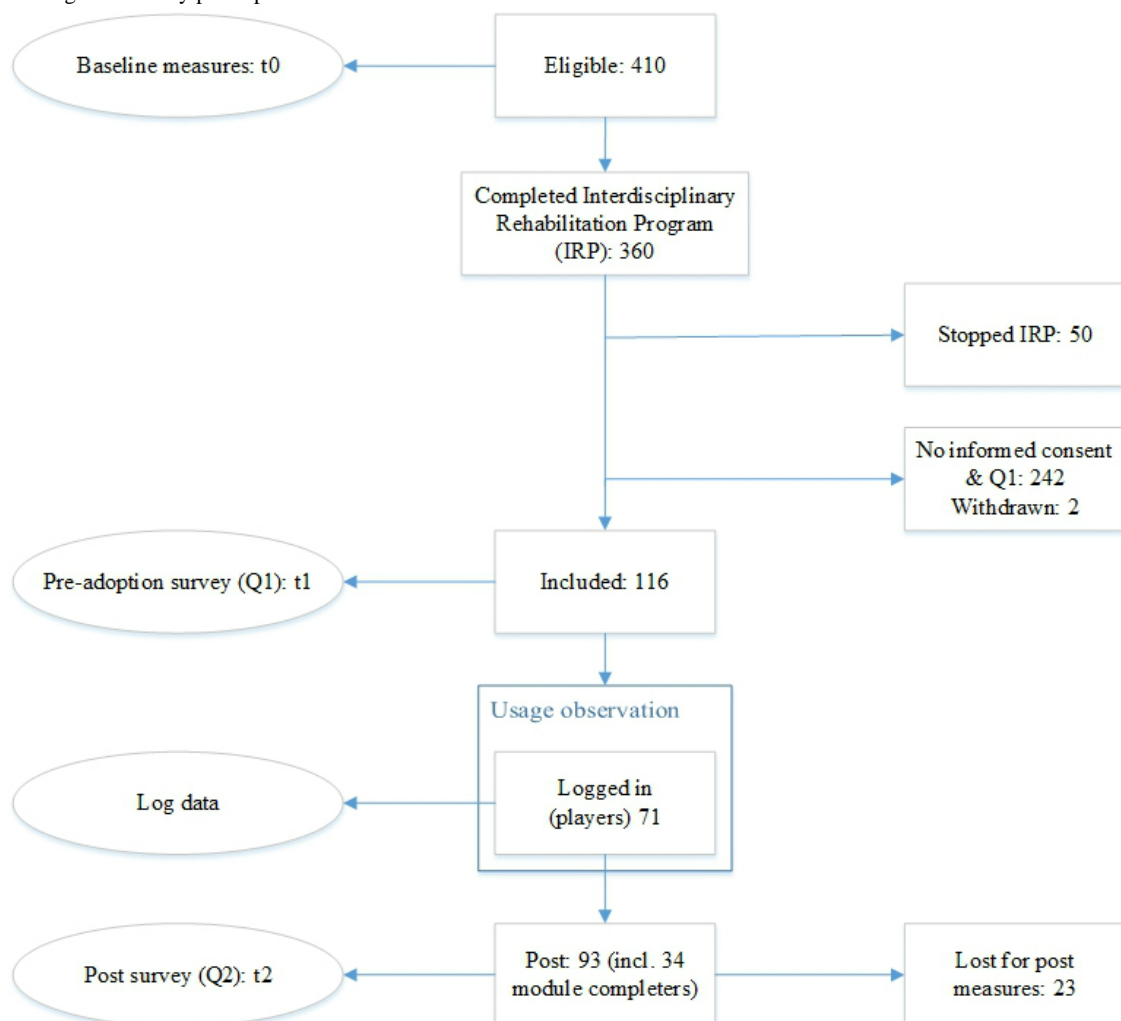 Baseline measures: t0
Eligible: 410
Completed Interdisciplinary
Rehabilitation Program
(IRP): 360
Stopped IRP: 50
No informed consent
& Q1: 242
Withdrawn: 2
Pre-adoption survey (Q1): t1
Included: 116
Usage observation
Log data
Logged in
(players) 71
Post survey (Q2): t2
Post: 93 (incl. 34
module completers)
Lost for post
measures: 23